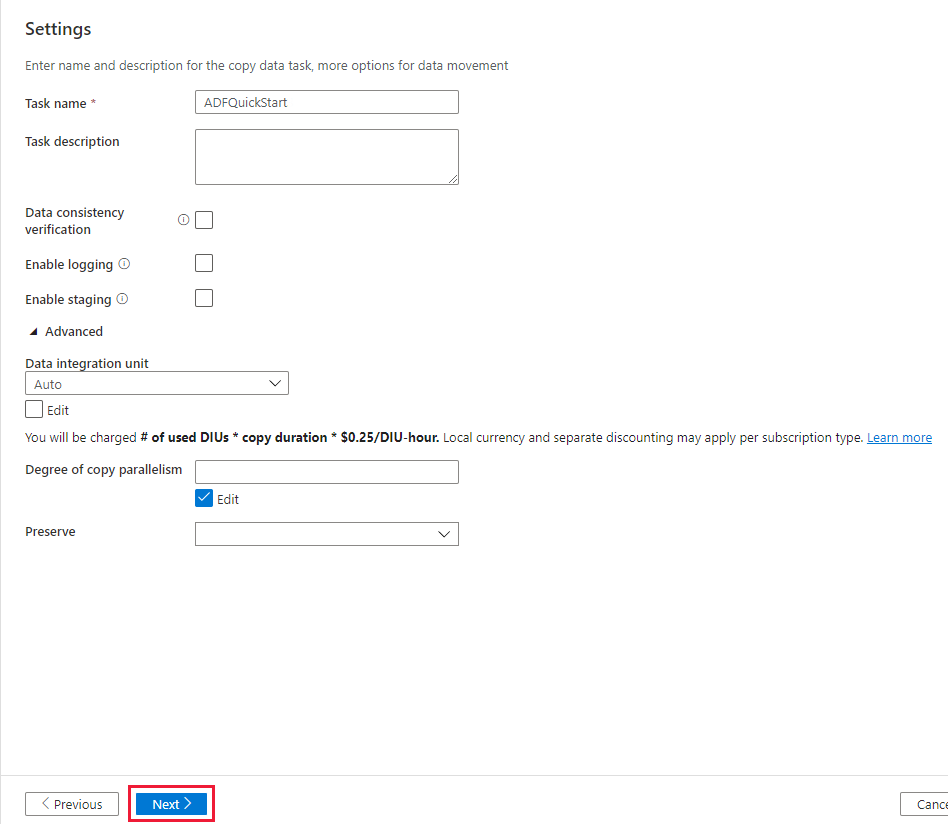 Settings
Enter name and description for the copy data task, more options for data movement
Task name *
ADFQuickStart
Task description
Data consistency
verification
Enable logging
Enable staging
Advanced
Data integration unit
Auto
Edit
You will be charged # of used DIUs * copy duration * $0.25/DIU-hour. Local currency and separate discounting may apply per subscription type. Learn more
Degree of copy parallelism
Edit
Preserve
Previous
Next
Cance